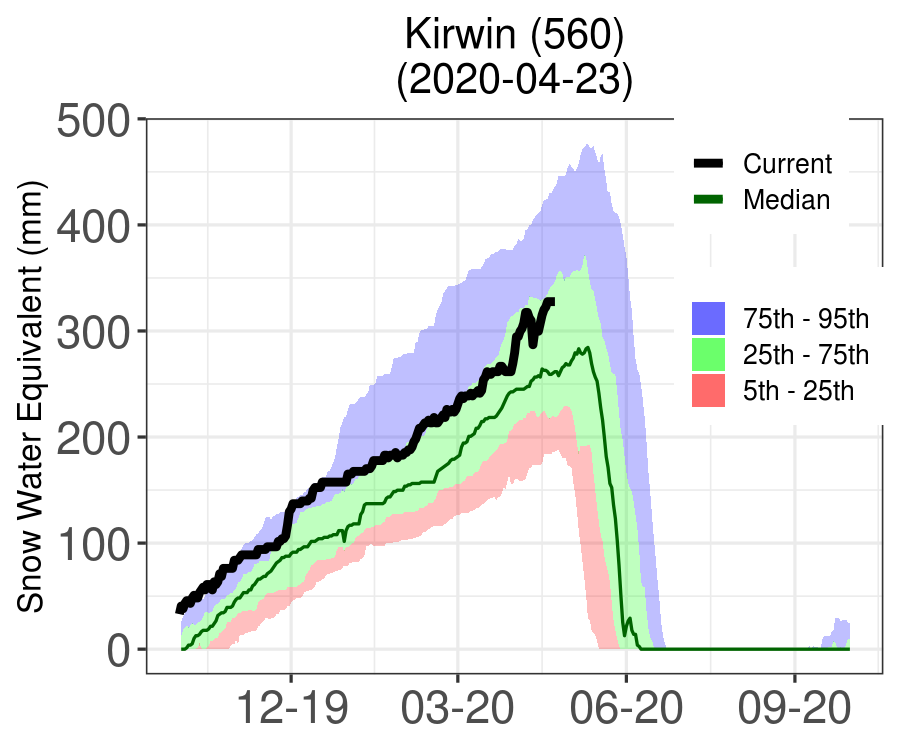 Kirwin (560)
(2020-04-23)
Snow Water Equivalent (mm)
500
400
300
200
100
0
12-19
03-20
06-20
09-20
Current
Median
75th - 95th
25th - 75th
5th - 25th